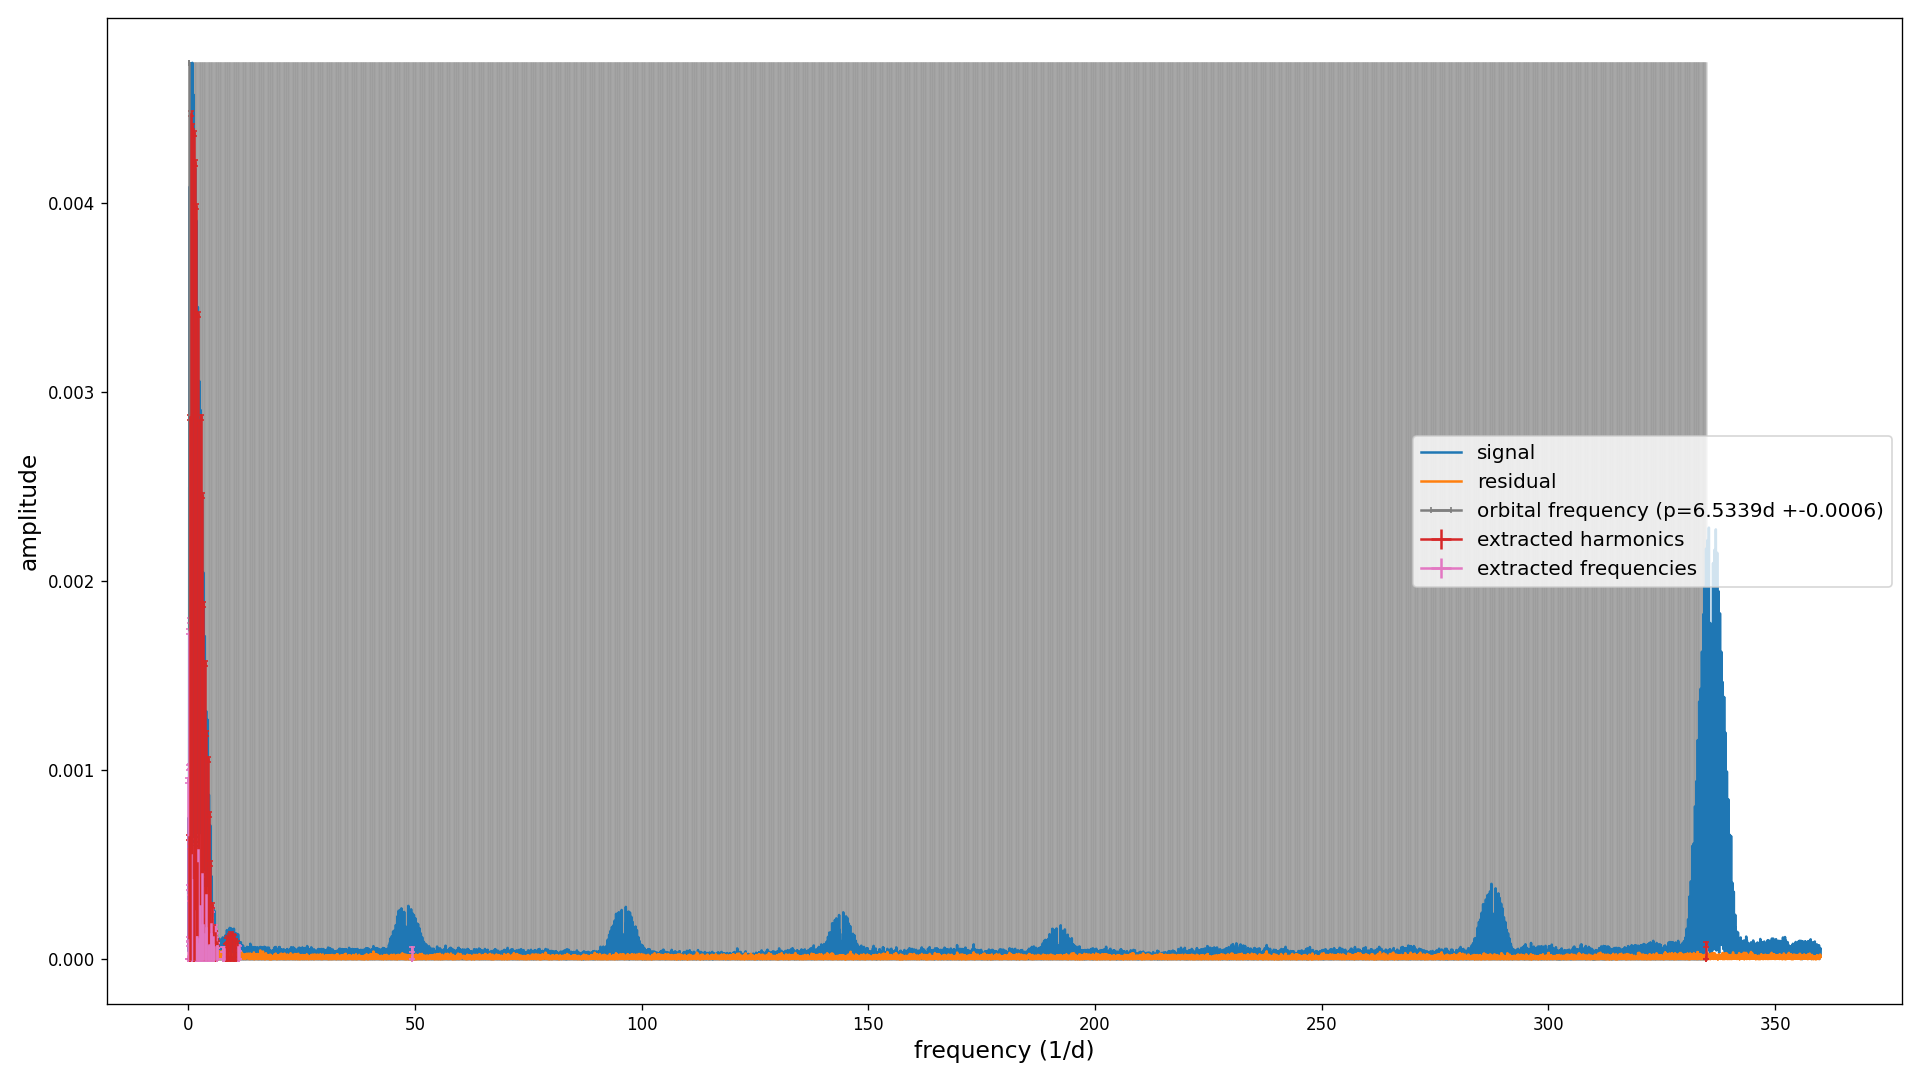 amplitude
0.004
0.003
0.002
0.001
0.000
signal
residual
orbital frequency (p=6.5339d +-0.0006)
extracted harmonics
extracted frequencies
0 50 100 150 200 250 300 350
frequency (1/d)